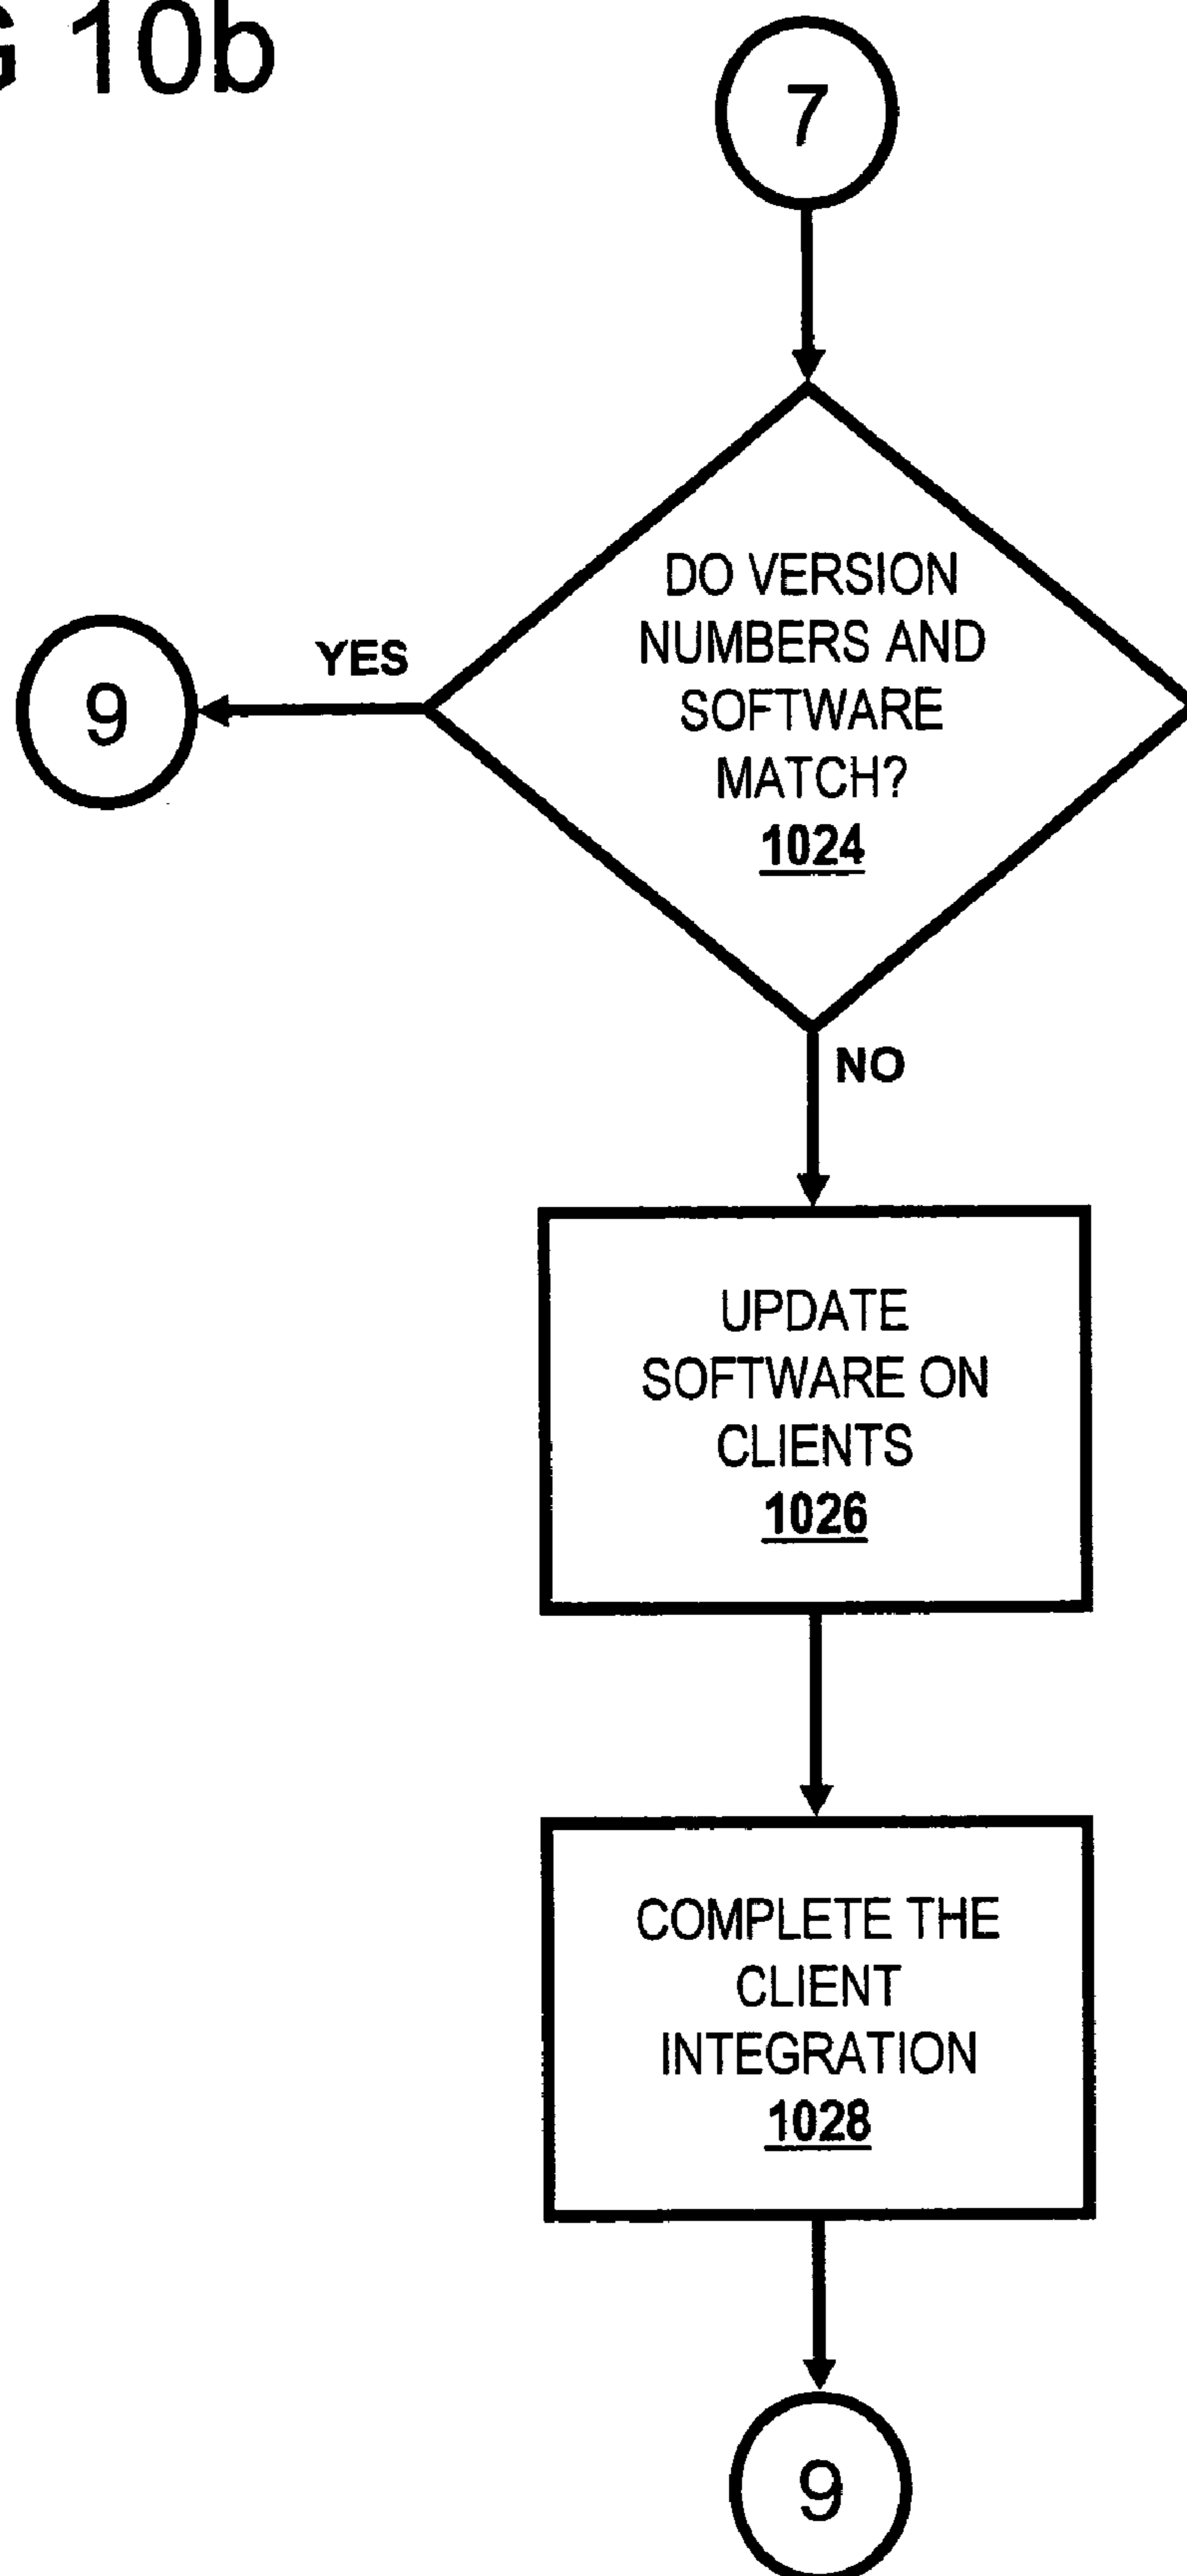 G 10b
7
DO VERSION
NUMBERS AND
SOFTWARE
MATCH?
1024
YES
9
NO
UPDATE
SOFTWARE ON
CLIENTS
1026
COMPLETE THE
CLIENT
INTEGRATION
1028
9